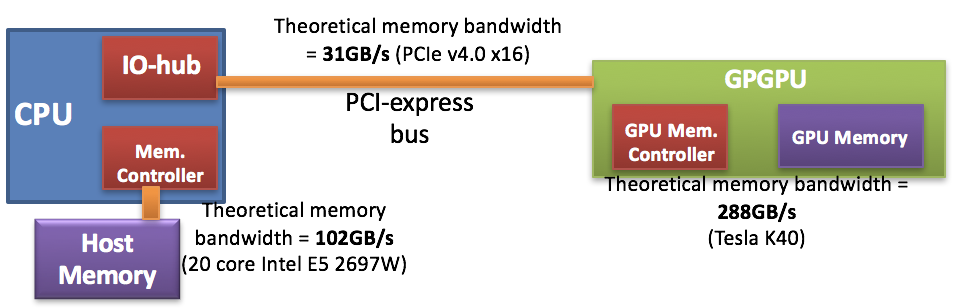 Theoretical memory bandwidth
= 31GB/s (PCIe v4.0 x16)
IO-hub
CPU
PCI-express
bus
GPGPU
GPU Mem.
Controller
GPU Memory
Mem.
Controller
Theoretical memory bandwidth =
288GB/s
(Tesla K40)
Theoretical memory
bandwidth = 102GB/s
(20 core Intel E5 2697W)
Host
Memory